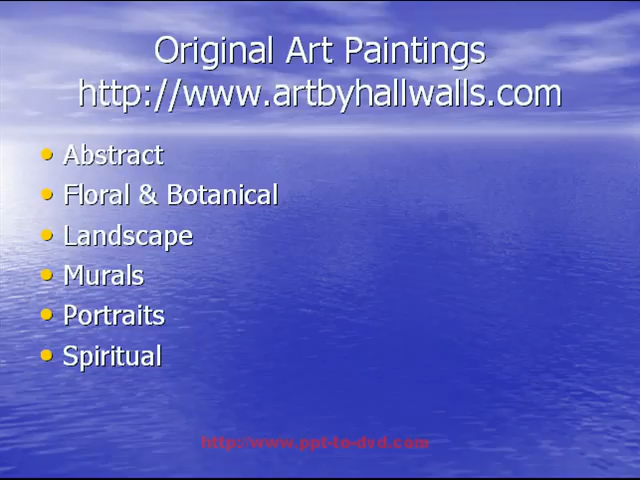 Original Art Paintings
http://www.artbyhallwalls.com
• Abstract
• Floral & Botanical
• Landscape
• Murals
• Portraits
• Spiritual
http://www.ppt-to-dvd.com